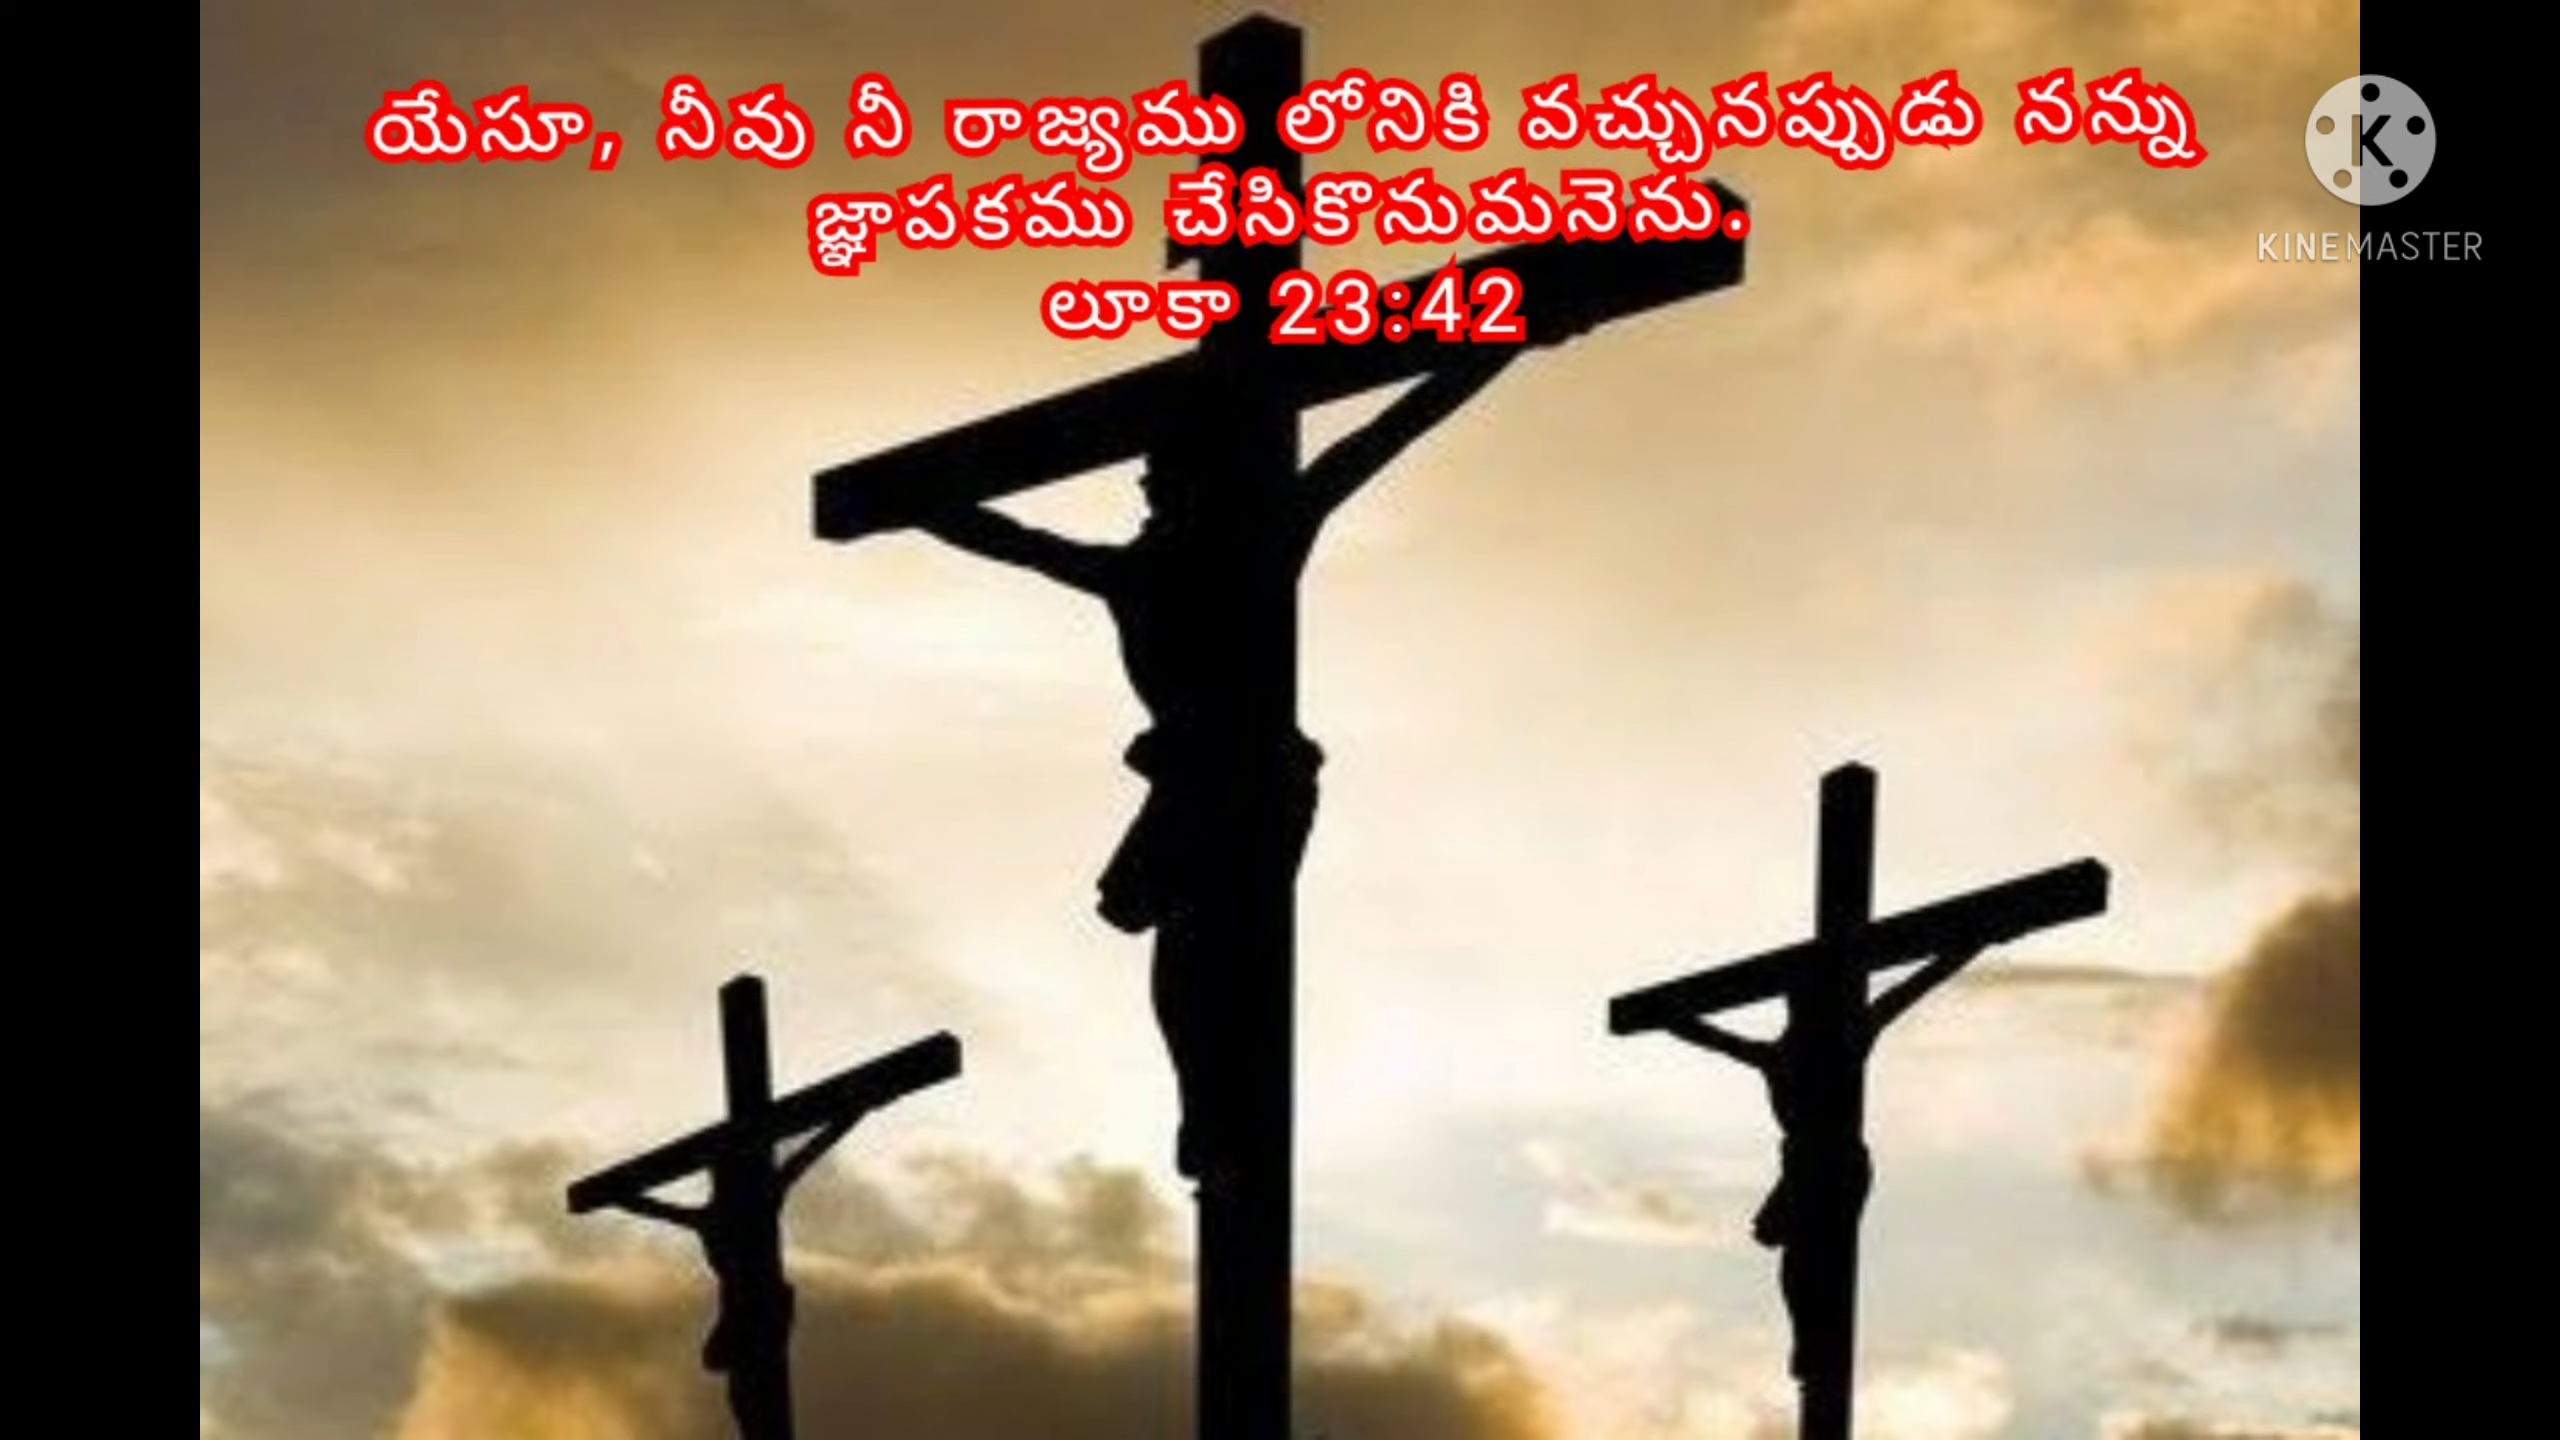 యేసూ, నీవు నీ రాజ్యము లోనికి వచ్చునప్పుడు నన్ను
జ్ఞాపకము చేసికొనుమనెను.
లూకా 23:42
K
KINEMASTER